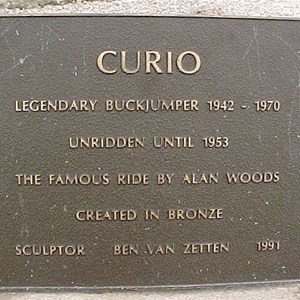 CURIO
LEGENDARY BUCKJUMPER 1942 - 1970
UNRIDDEN UNTIL 1953
THE FAMOUS RIDE BY ALAN WOODS
CREATED IN BRONZE
SCULPTOR BEN VAN ZETTEN 1991